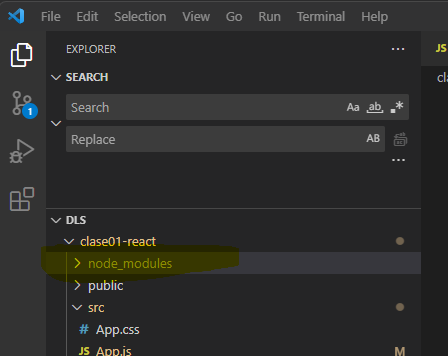 File Edit Selection View Go Run Terminal Help
EXPLORER
JS
cla
SEARCH
Search Aa ab
Replace AB
1
DLS
clase01-react
node_modules
public
src
# App.css
JS App.js M